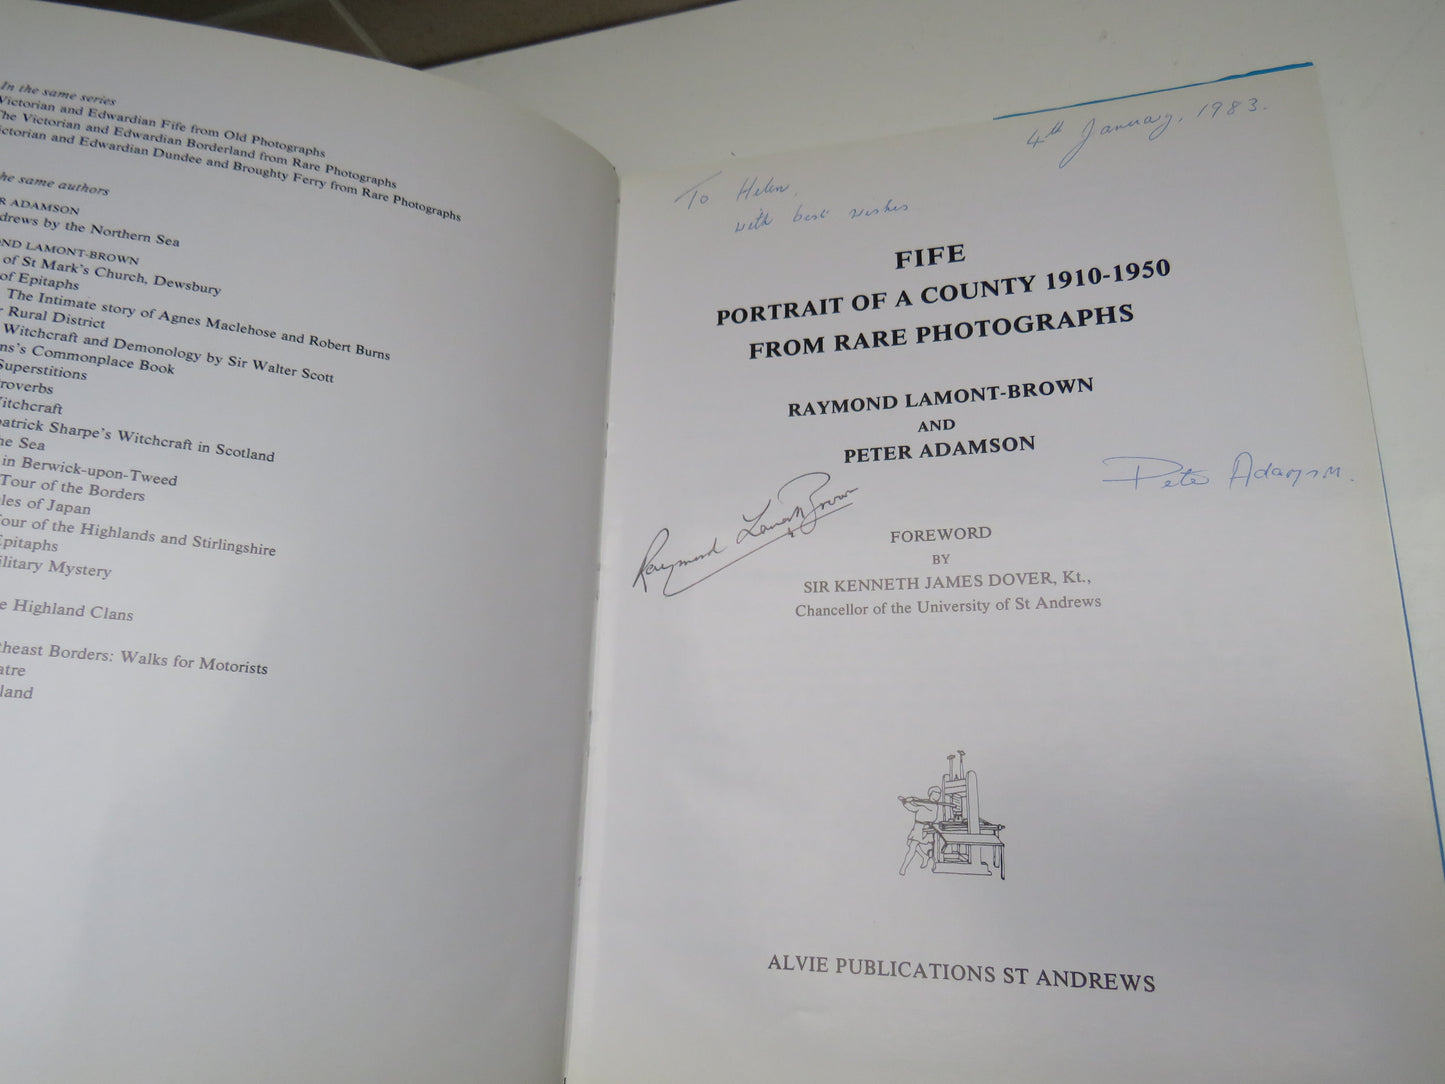 In the same series
Victorian and Edwardian Fife from Old Photographs
The Victorian and Edwardian Borderland from Rare Photographs
ictorian and Edwardian Dundee and Broughty Ferry from Rare Photographs
he same authors
R ADAMSON
drews by the Northern Sea
ND LAMONT-BROWN
of St Mark's Church, Dewsbury
of Epitaphs
The Intimate story of Agnes Maclehose and Robert Burns
Rural District
Witchcraft and Demonology by Sir Walter Scott
ns's Commonplace Book
Superstitions
roverbs
Witchcraft
patrick Sharpe's Witchcraft in Scotland
he Sea
in Berwick-upon-Tweed
Tour of the Borders
les of Japan
our of the Highlands and Stirlingshire
Epitaphs
ilitary Mystery
e Highland Clans
theast Borders: Walks for Motorists
atre
land
4th January, 1983.
To Helen,
with best wishes
FIFE
PORTRAIT OF A COUNTY 1910-1950
FROM RARE PHOTOGRAPHS
RAYMOND LAMONT-BROWN
AND
PETER ADAMSON
Peter Adamson.
Raymond Lamont Brown
FOREWORD
BY
SIR KENNETH JAMES DOVER, Kt.,
Chancellor of the University of St Andrews
ALVIE PUBLICATIONS ST ANDREWS